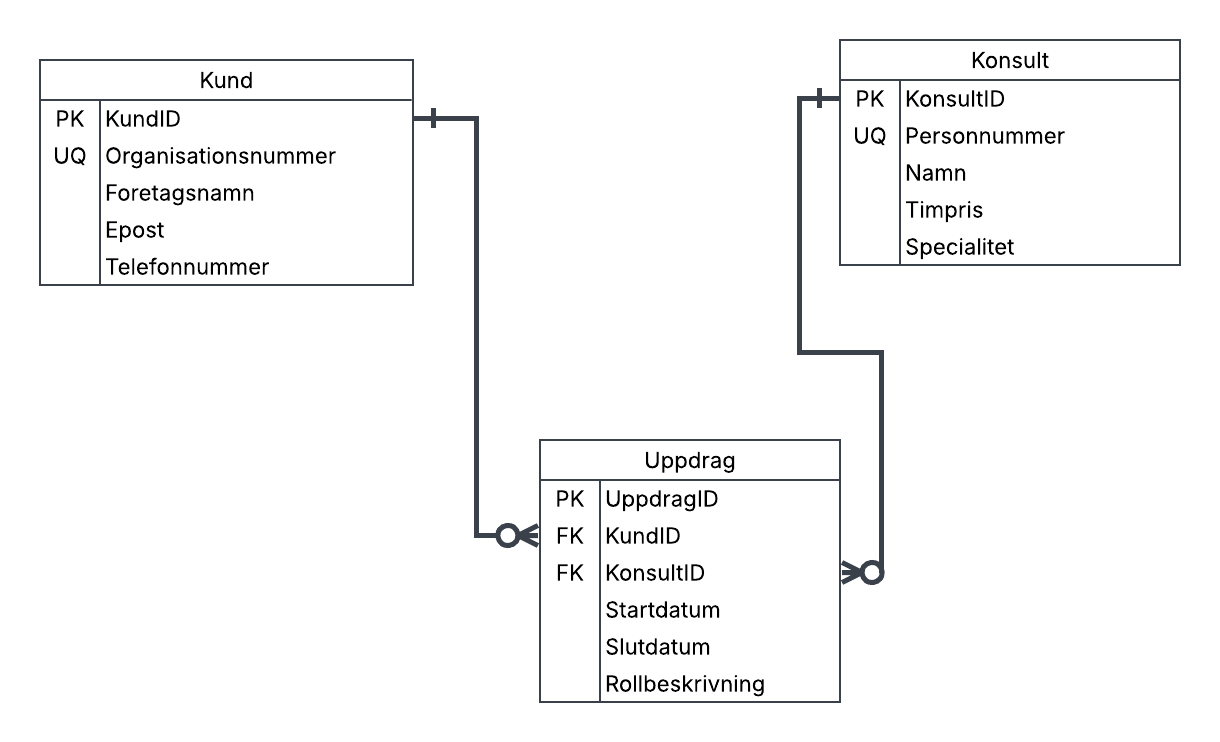 Kund
PK KundID
UQ Organisationsnummer
Foretagsnamn
Epost
Telefonnummer
Konsult
PK KonsultID
UQ Personnummer
Namn
Timpris
Specialitet
Uppdrag
PK UppdragID
FK KundID
FK KonsultID
Startdatum
Slutdatum
Rollbeskrivning